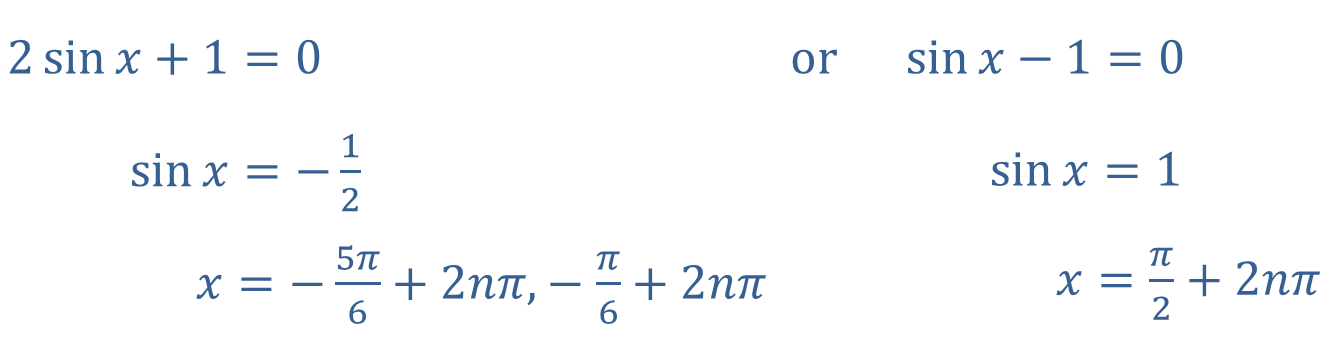 2 sin x + 1 = 0 or sin x − 1 = 0
sin x = −1/2 sin x = 1
x = −5π/6 + 2nπ, −π/6 + 2nπ x = π/2 + 2nπ